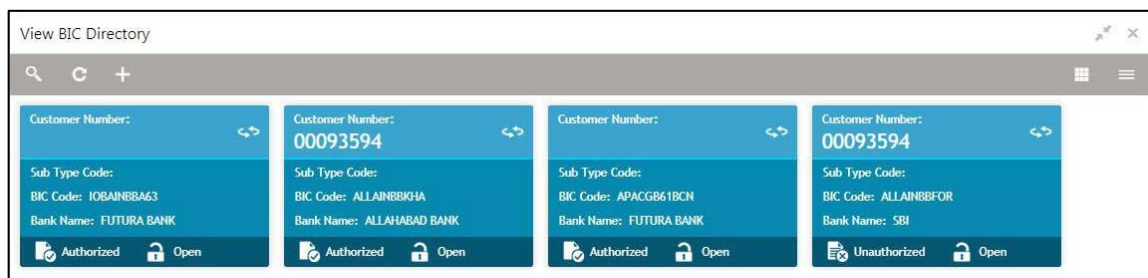 View BIC Directory
Customer Number:
Sub Type Code:
BIC Code: IOBAINBBA63
Bank Name: FUTURA BANK
Authorized Open
Customer Number:
00093594
Sub Type Code:
BIC Code: ALLAINBBKHA
Bank Name: ALLAHABAD BANK
Authorized Open
Customer Number:
Sub Type Code:
BIC Code: APACGB61BCN
Bank Name: FUTURA BANK
Authorized Open
Customer Number:
00093594
Sub Type Code:
BIC Code: ALLAINBBFOR
Bank Name: SBI
Unauthorized Open